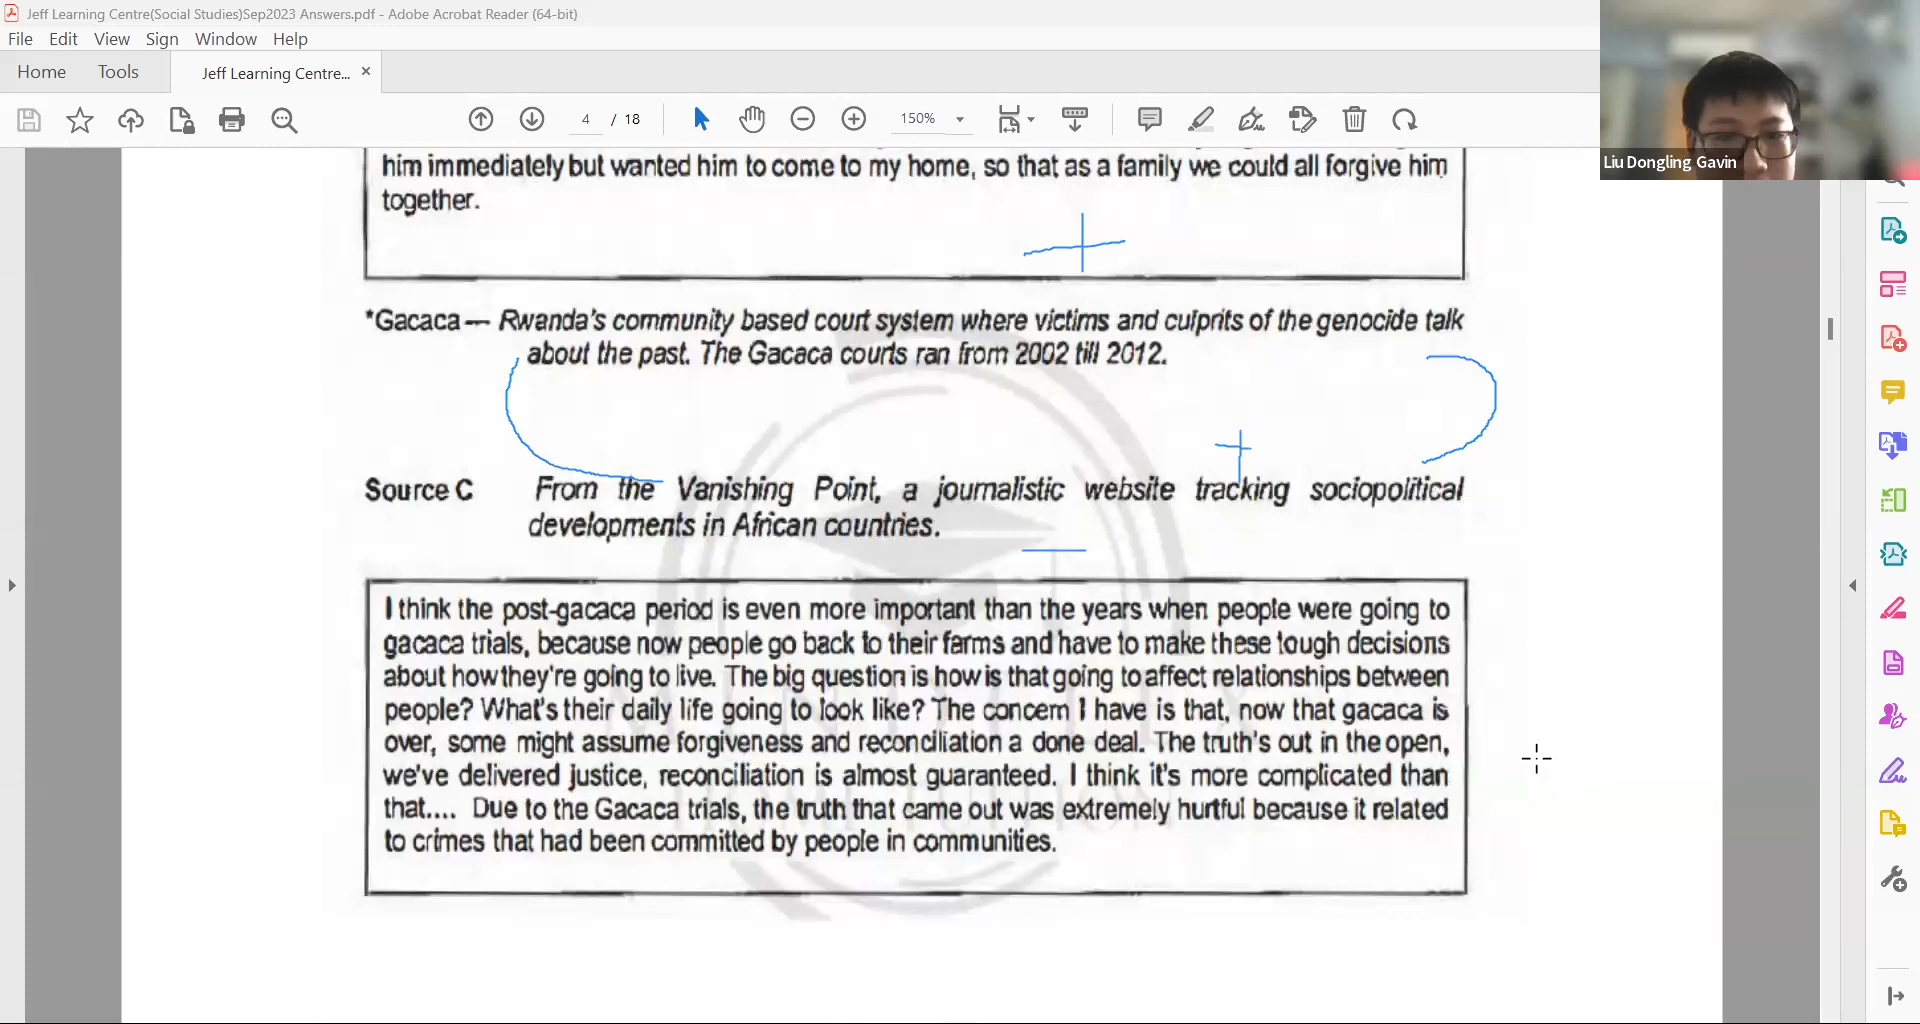 Jeff Learning Centre(Social Studies)Sep2023 Answers.pdf - Adobe Acrobat Reader (64-bit)
File Edit View Sign Window Help
Home Tools Jeff Learning Centre... ×
4 / 18 150%
Liu Dongling Gavin
him immediately but wanted him to come to my home, so that as a family we could all forgive him
together.
*Gacaca — Rwanda's community based court system where victims and culprits of the genocide talk
about the past. The Gacaca courts ran from 2002 till 2012.
Source C From the Vanishing Point, a journalistic website tracking sociopolitical
developments in African countries.
I think the post-gacaca period is even more important than the years when people were going to
gacaca trials, because now people go back to their farms and have to make these tough decisions
about how they're going to live. The big question is how is that going to affect relationships between
people? What's their daily life going to look like? The concern I have is that, now that gacaca is
over, some might assume forgiveness and reconciliation a done deal. The truth's out in the open,
we've delivered justice, reconciliation is almost guaranteed. I think it's more complicated than
that.... Due to the Gacaca trials, the truth that came out was extremely hurtful because it related
to crimes that had been committed by people in communities.